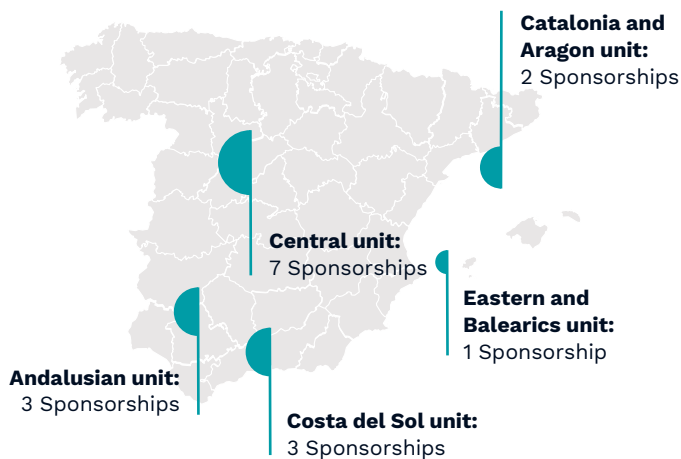 Catalonia and
Aragon unit:
2 Sponsorships
Central unit:
7 Sponsorships
Eastern and
Balearics unit:
1 Sponsorship
Andalusian unit:
3 Sponsorships
Costa del Sol unit:
3 Sponsorships